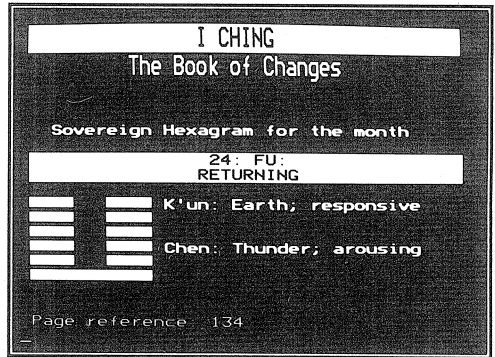 I CHING
The Book of Changes
Sovereign Hexagram for the month
24: FU:
RETURNING
K'un: Earth; responsive
Chen: Thunder; arousing
Page reference 134